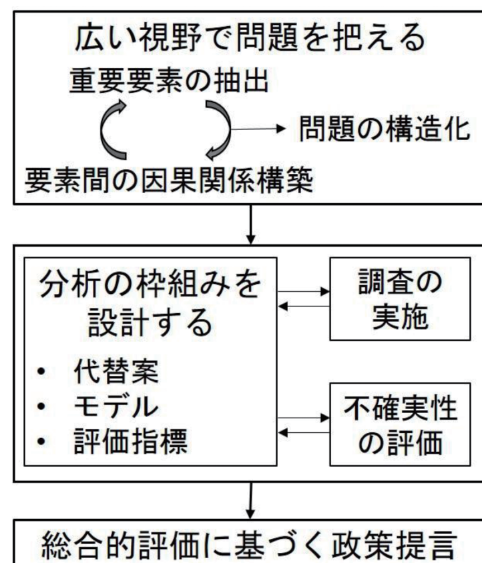 広い視野で問題を把える
重要要素の抽出
問題の構造化
要素間の因果関係構築
分析の枠組みを
設計する
• 代替案
• モデル
• 評価指標
調査の
実施
不確実性
の評価
総合的評価に基づく政策提言